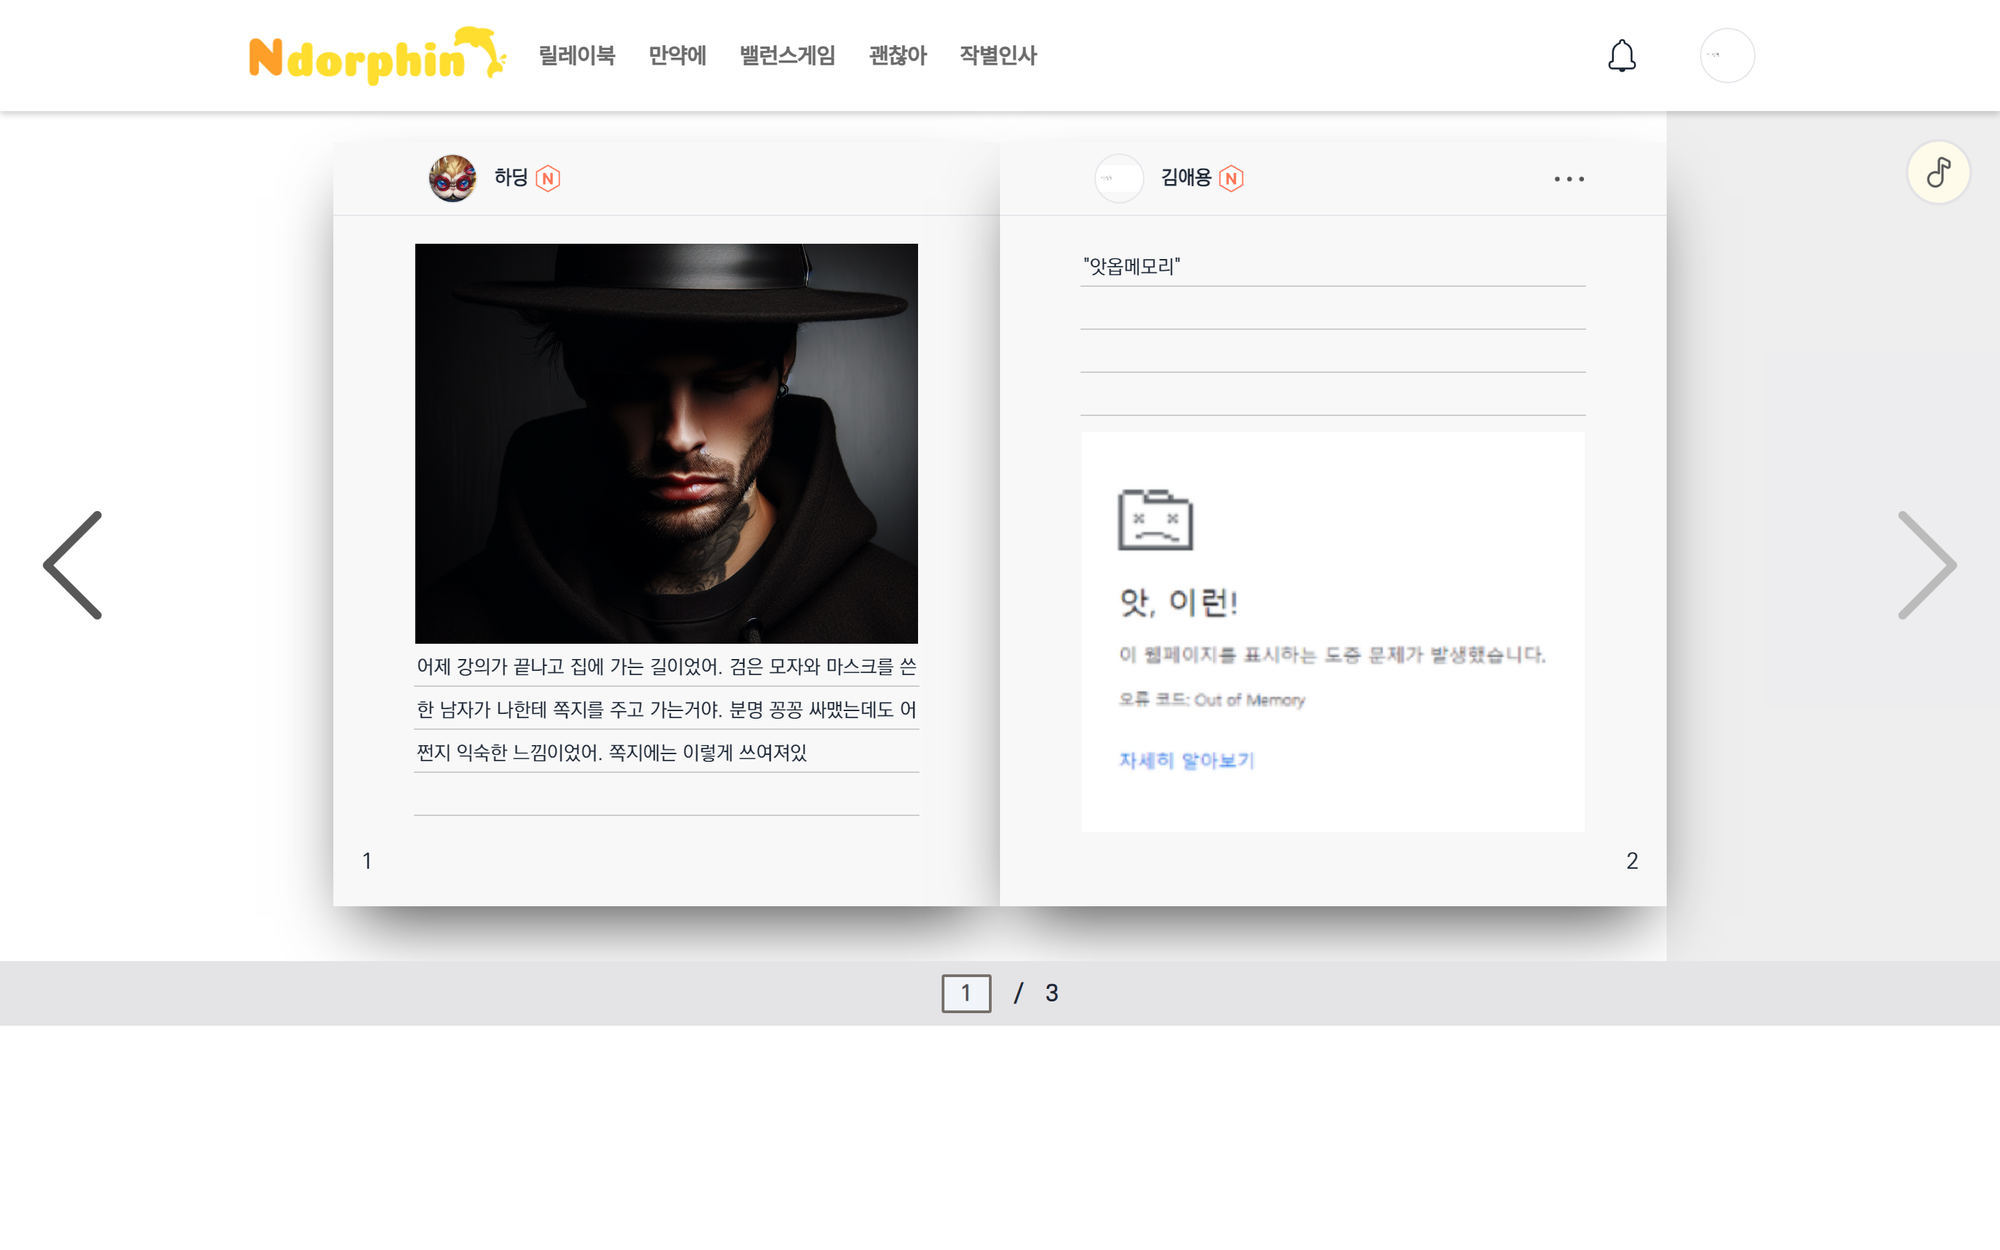 Ndorphin
릴레이북 만약에 밸런스게임 괜찮아 작별인사
하딩 N
어제 강의가 끝나고 집에 가는 길이었어. 검은 모자와 마스크를 쓴
한 남자가 나한테 쪽지를 주고 가는거야. 분명 꽁꽁 싸맸는데도 어
쩐지 익숙한 느낌이었어. 쪽지에는 이렇게 쓰여져있
1
김애용 N
"앗옵메모리"
앗, 이런!
이 웹페이지를 표시하는 도중 문제가 발생했습니다.
오류 코드: Out of Memory
자세히 알아보기
2
1 / 3